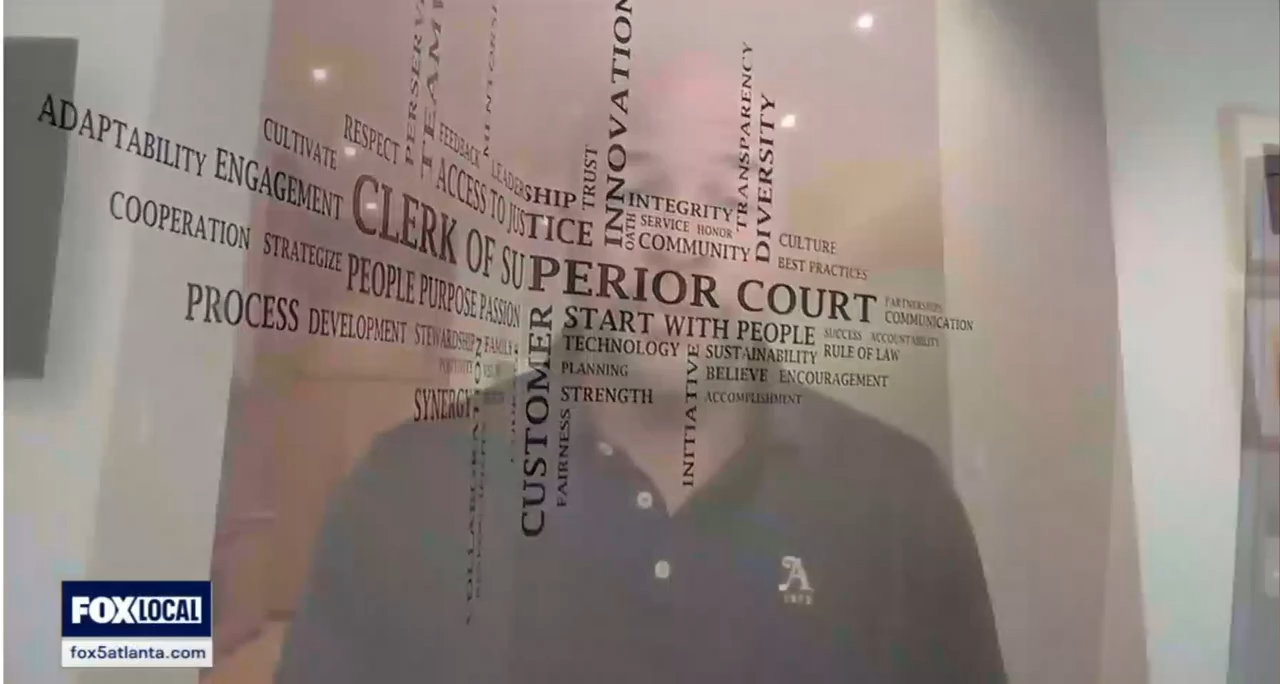 INNOVATION
TRANSPARENCY
DIVERSITY
ADAPTABILITY
ENGAGEMENT
CULTIVATE
RESPECT
FEEDBACK
LEADERSHIP
TRUST
ACCESS TO JUSTICE
OATH
INTEGRITY
SERVICE HONOR
COMMUNITY
CULTURE
BEST PRACTICES
COOPERATION
STRATEGIZE
CLERK OF SUPERIOR COURT
PARTNERSHIPS
COMMUNICATION
PEOPLE PURPOSE PASSION
START WITH PEOPLE
SUCCESS ACCOUNTABILITY
PROCESS DEVELOPMENT STEWARDSHIP FAMILY
TECHNOLOGY
SUSTAINABILITY RULE OF LAW
PLANNING
BELIEVE ENCOURAGEMENT
SYNERGY
STRENGTH
ACCOMPLISHMENT
CUSTOMER
FAIRNESS
INITIATIVE
A
FOX LOCAL
fox5atlanta.com